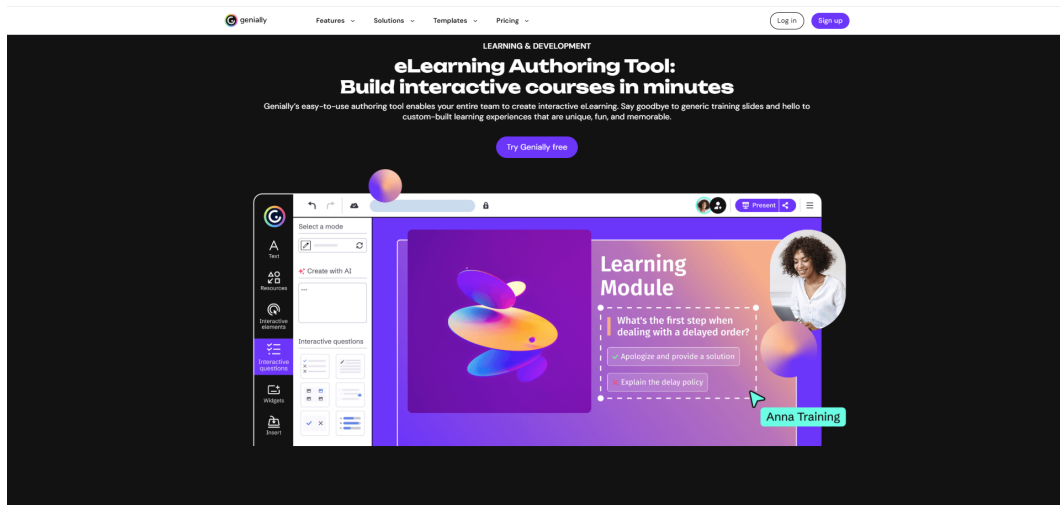 genially
Features
Solutions
Templates
Pricing
Log in
Sign up
LEARNING & DEVELOPMENT
eLearning Authoring Tool:
Build interactive courses in minutes
Genially's easy-to-use authoring tool enables your entire team to create interactive eLearning. Say goodbye to generic training slides and hello to
custom-built learning experiences that are unique, fun, and memorable.
Try Genially free
Present
Select a mode
Text
Create with AI
Resources
Interactive
elements
Interactive questions
Interactive
questions
Widgets
Insert
Learning
Module
What's the first step when
dealing with a delayed order?
Apologize and provide a solution
Explain the delay policy
Anna Training